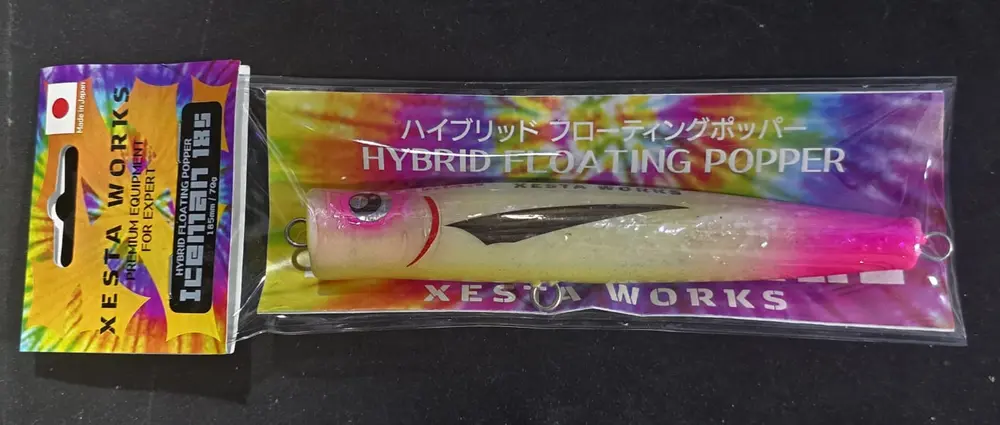 Made in Japan
XESTA WORKS
PREMIUM EQUIPMENT
FOR EXPERT
HYBRID FLOATING POPPER
ICEMAN 185
185mm / 70g
ハイブリッド フローティングポッパー
HYBRID FLOATING POPPER
XESTA WORKS
XESTA WORKS